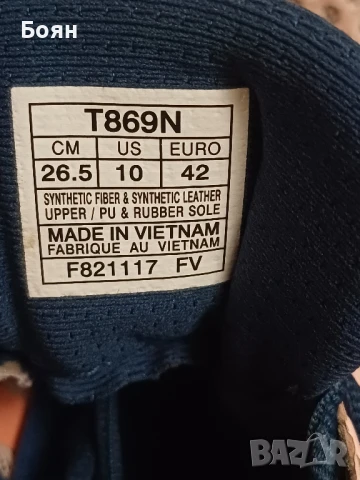 Боян
T869N
CM US EURO
26.5 10 42
SYNTHETIC FIBER & SYNTHETIC LEATHER
UPPER / PU & RUBBER SOLE
MADE IN VIETNAM
FABRIQUE AU VIETNAM
F821117 FV
BAZAR
bg